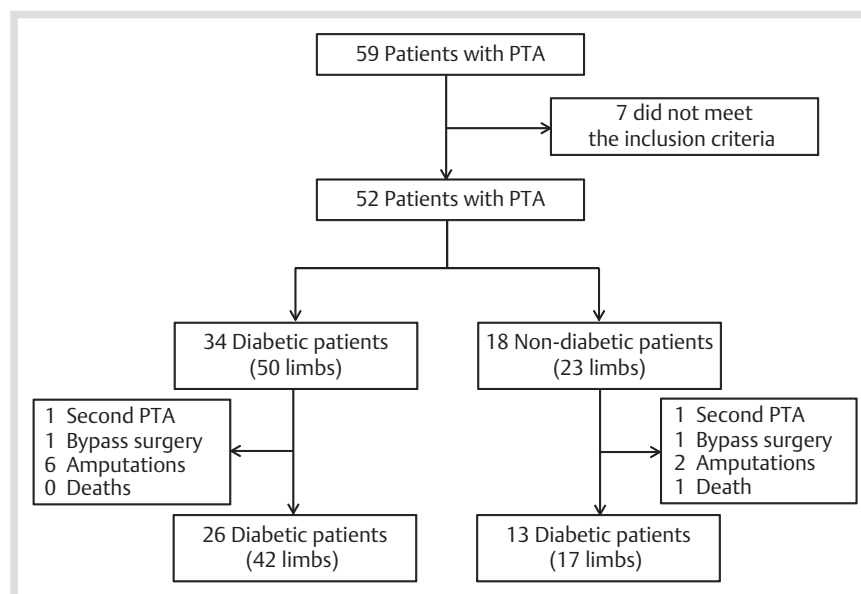 59 Patients with PTA
7 did not meet
the inclusion criteria
52 Patients with PTA
34 Diabetic patients
(50 limbs)
18 Non-diabetic patients
(23 limbs)
1 Second PTA
1 Bypass surgery
6 Amputations
0 Deaths
1 Second PTA
1 Bypass surgery
2 Amputations
1 Death
26 Diabetic patients
(42 limbs)
13 Diabetic patients
(17 limbs)